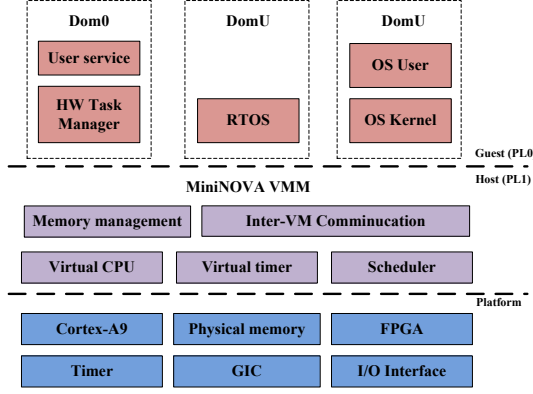 Dom0 DomU DomU
User service
OS User
HW Task
Manager
RTOS
OS Kernel
Guest (PL0
Host (PL1)
MiniNOVA VMM
Memory management Inter-VM Comminucation
Virtual CPU Virtual timer Scheduler
Platform
Cortex-A9 Physical memory FPGA
Timer GIC I/O Interface